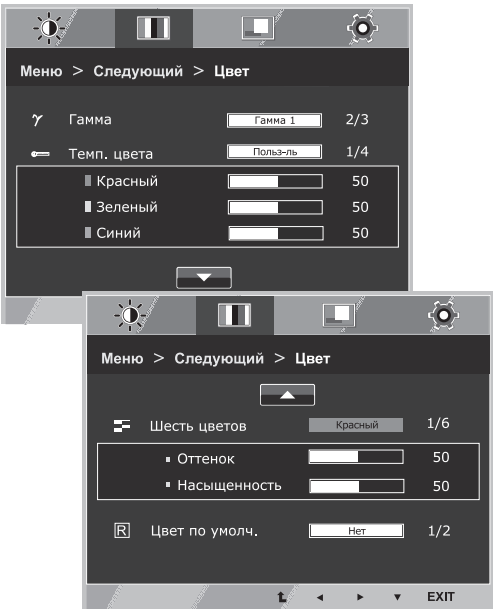 Меню > Следующий > Цвет
Гамма Гамма 1 2/3
Темп. цвета Польз-ль 1/4
Красный 50
Зеленый 50
Синий 50
Меню > Следующий > Цвет
Шесть цветов Красный 1/6
Оттенок 50
Насыщенность 50
R Цвет по умолч. Нет 1/2
EXIT